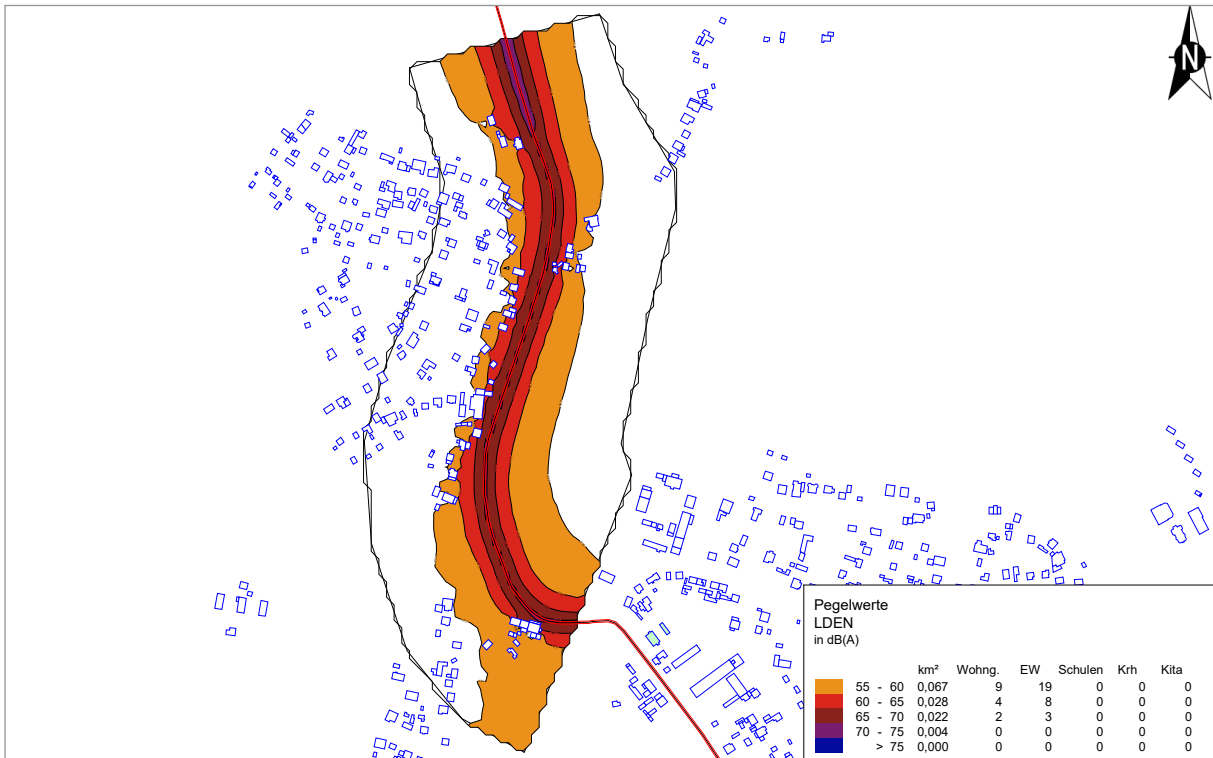 N
Pegelwerte
LDEN
in dB(A)
km² Wohng. EW Schulen Krh Kita
55 - 60 0,067 9 19 0 0 0
60 - 65 0,028 4 8 0 0 0
65 - 70 0,022 2 3 0 0 0
70 - 75 0,004 0 0 0 0 0
> 75 0,000 0 0 0 0 0